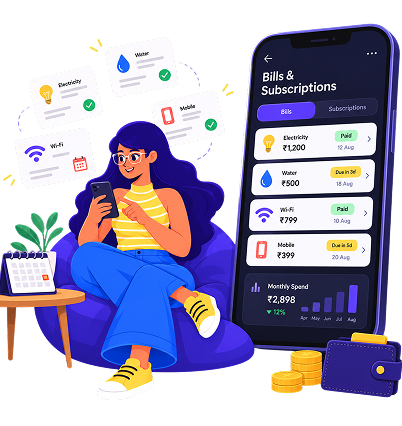 Water
Electricity
Mobile
Wi-Fi
Bills &
Subscriptions
Bills
Subscriptions
Electricity
Paid
₹1,200
12 Aug
Water
Due in 3d
₹500
18 Aug
Wi-Fi
Paid
₹799
10 Aug
Mobile
Due in 5d
₹399
20 Aug
Monthly Spend
₹2,898
▼ 12%
Apr May Jun Jul Aug